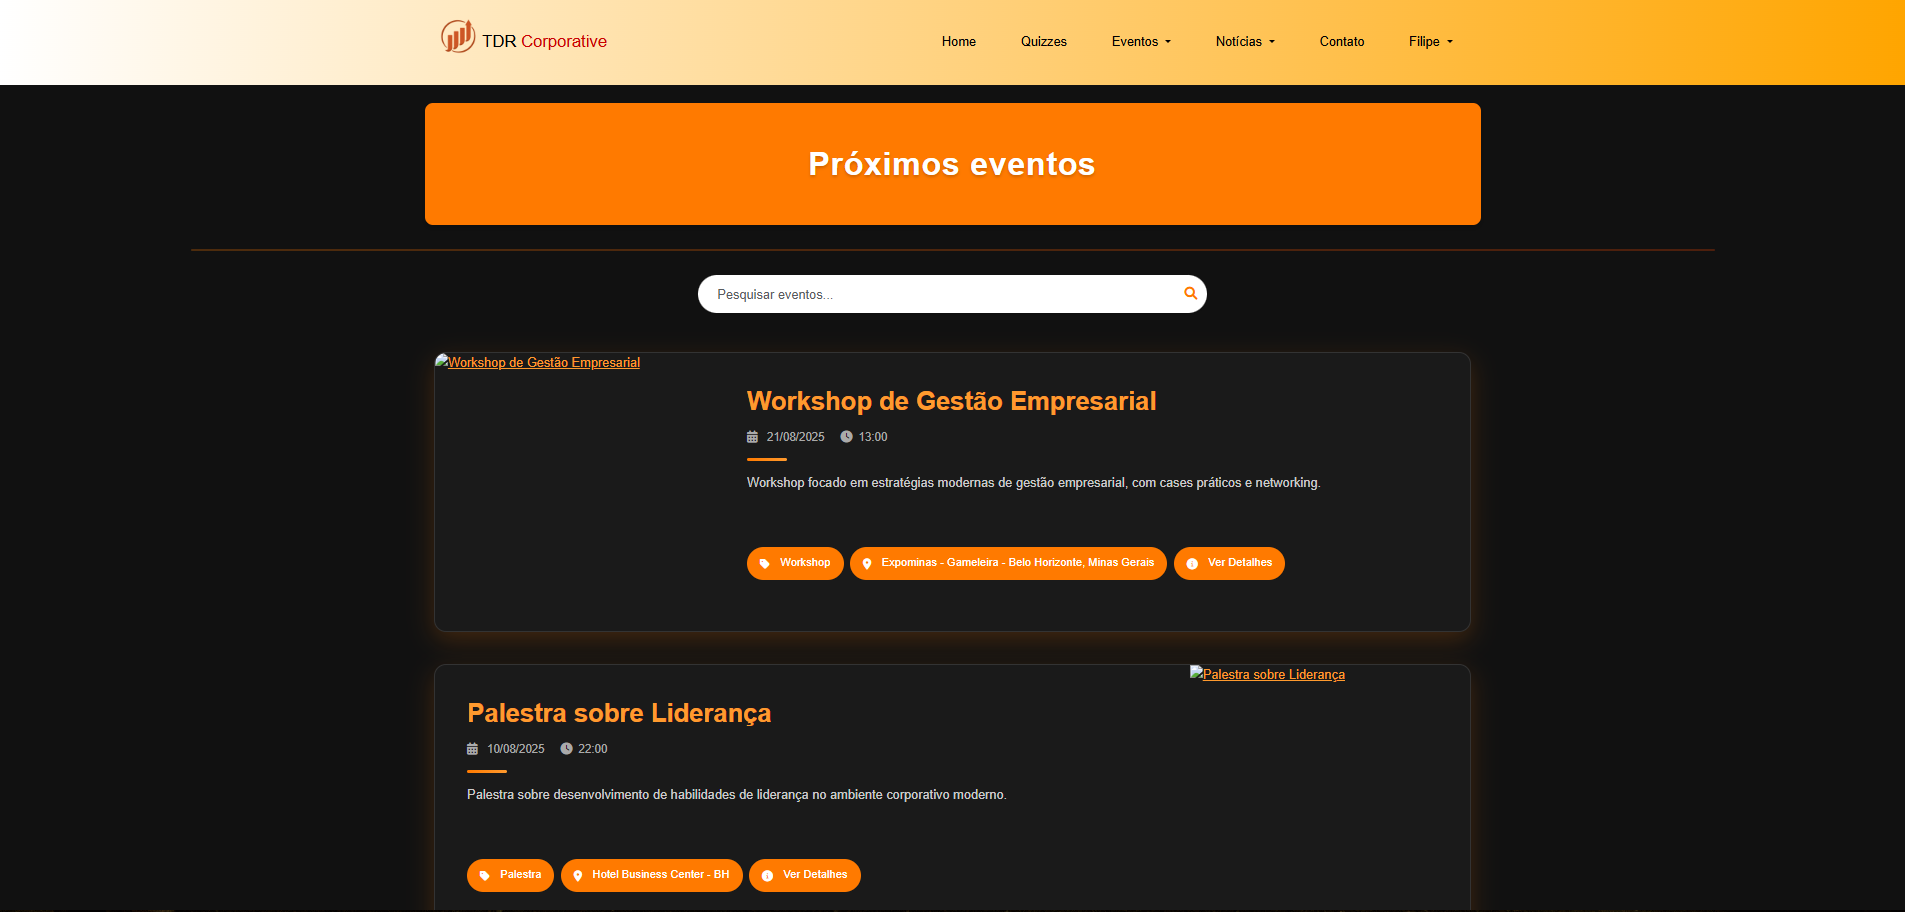 TDR Corporative
Home Quizzes Eventos Notícias Contato Filipe
Próximos eventos
Pesquisar eventos...
Workshop de Gestão Empresarial
Workshop de Gestão Empresarial
21/08/2025 13:00
Workshop focado em estratégias modernas de gestão empresarial, com cases práticos e networking.
Workshop Expominas - Gameleira - Belo Horizonte, Minas Gerais Ver Detalhes
Palestra sobre Liderança
Palestra sobre Liderança
10/08/2025 22:00
Palestra sobre desenvolvimento de habilidades de liderança no ambiente corporativo moderno.
Palestra Hotel Business Center - BH Ver Detalhes